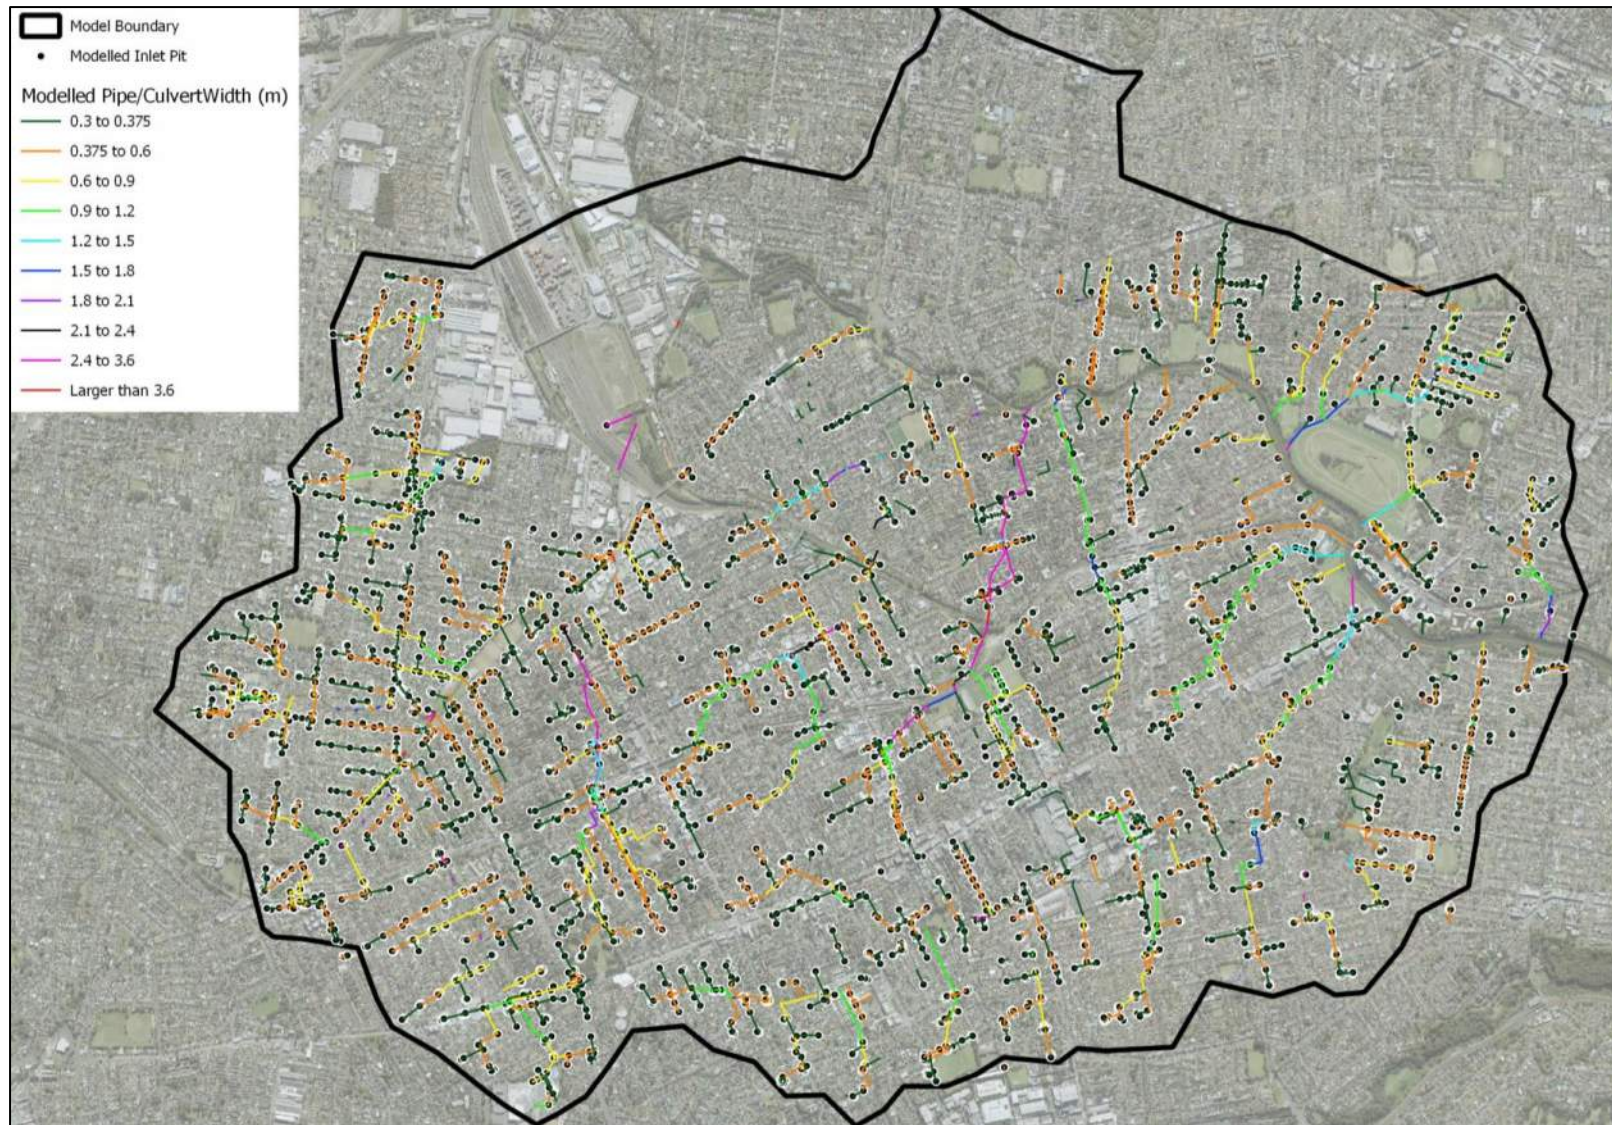 Model Boundary
Modelled Inlet Pit
Modelled Pipe/CulvertWidth (m)
0.3 to 0.375
0.375 to 0.6
0.6 to 0.9
0.9 to 1.2
1.2 to 1.5
1.5 to 1.8
1.8 to 2.1
2.1 to 2.4
2.4 to 3.6
Larger than 3.6